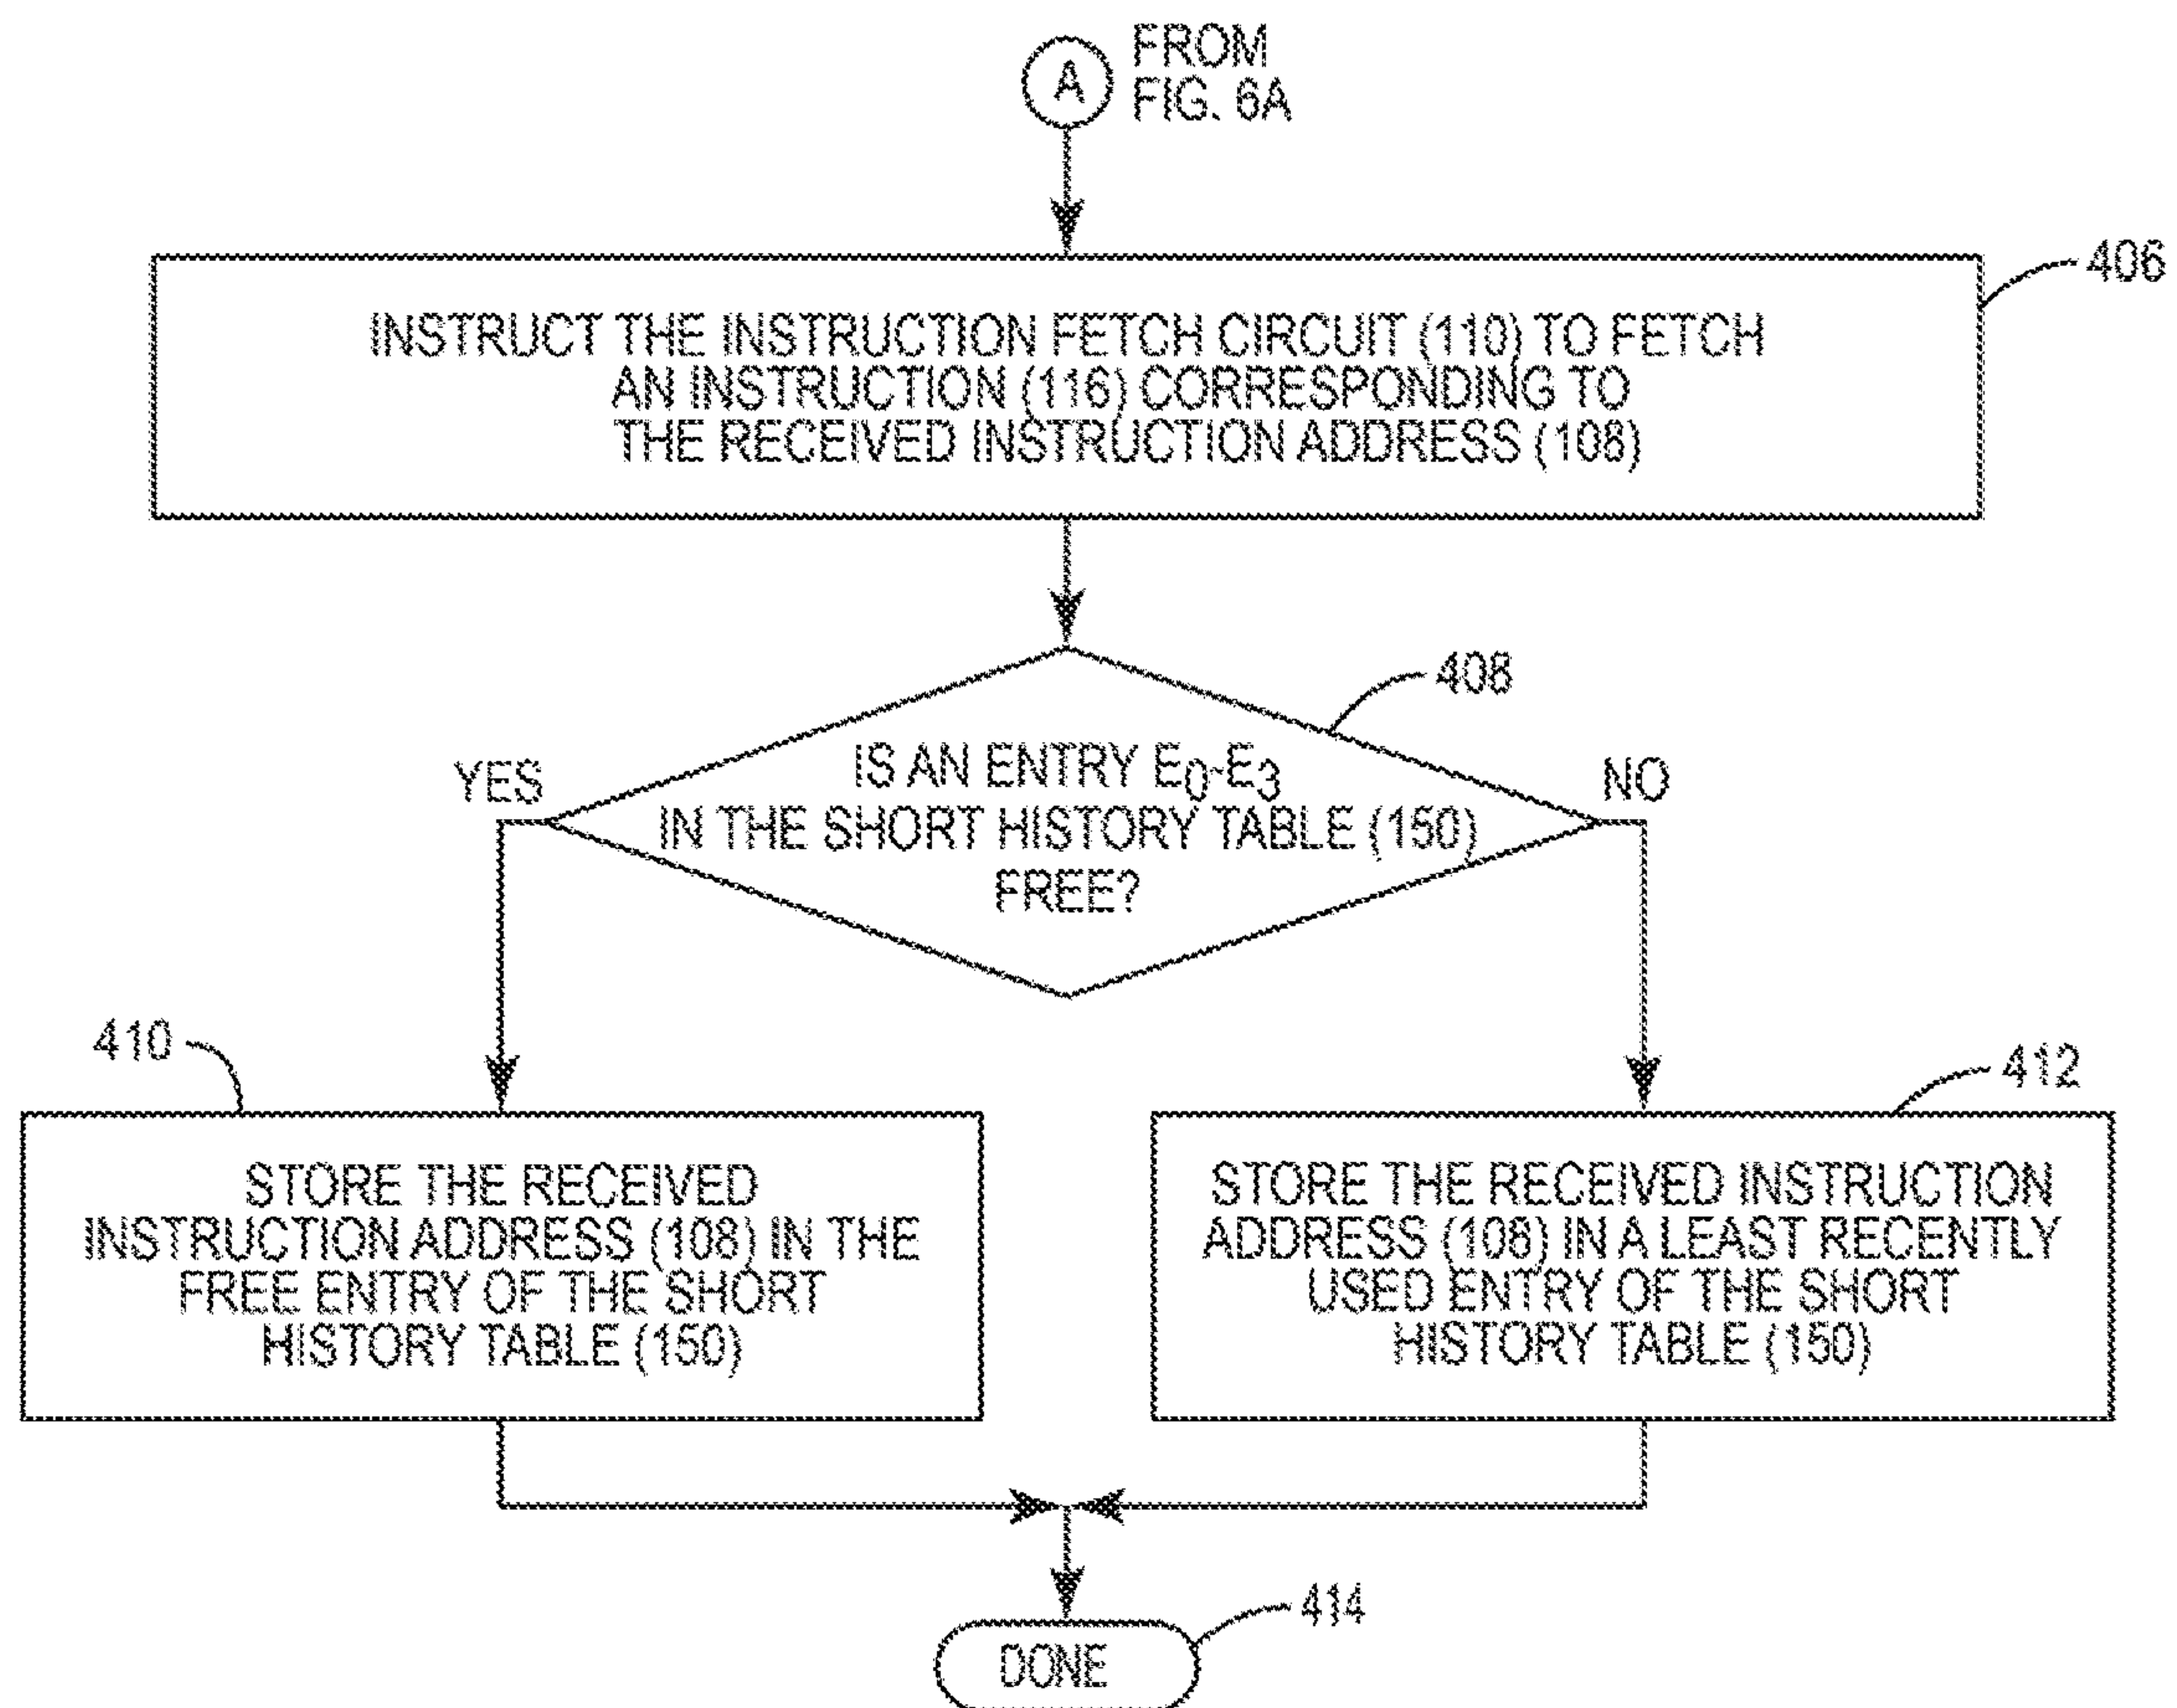 A
FROM
FIG. 6A
406
INSTRUCT THE INSTRUCTION FETCH CIRCUIT (110) TO FETCH
AN INSTRUCTION (116) CORRESPONDING TO
THE RECEIVED INSTRUCTION ADDRESS (108)
408
YES
IS AN ENTRY E0-E3
IN THE SHORT HISTORY TABLE (150)
FREE?
NO
410
STORE THE RECEIVED
INSTRUCTION ADDRESS (108) IN THE
FREE ENTRY OF THE SHORT
HISTORY TABLE (150)
412
STORE THE RECEIVED INSTRUCTION
ADDRESS (108) IN A LEAST RECENTLY
USED ENTRY OF THE SHORT
HISTORY TABLE (150)
414
DONE